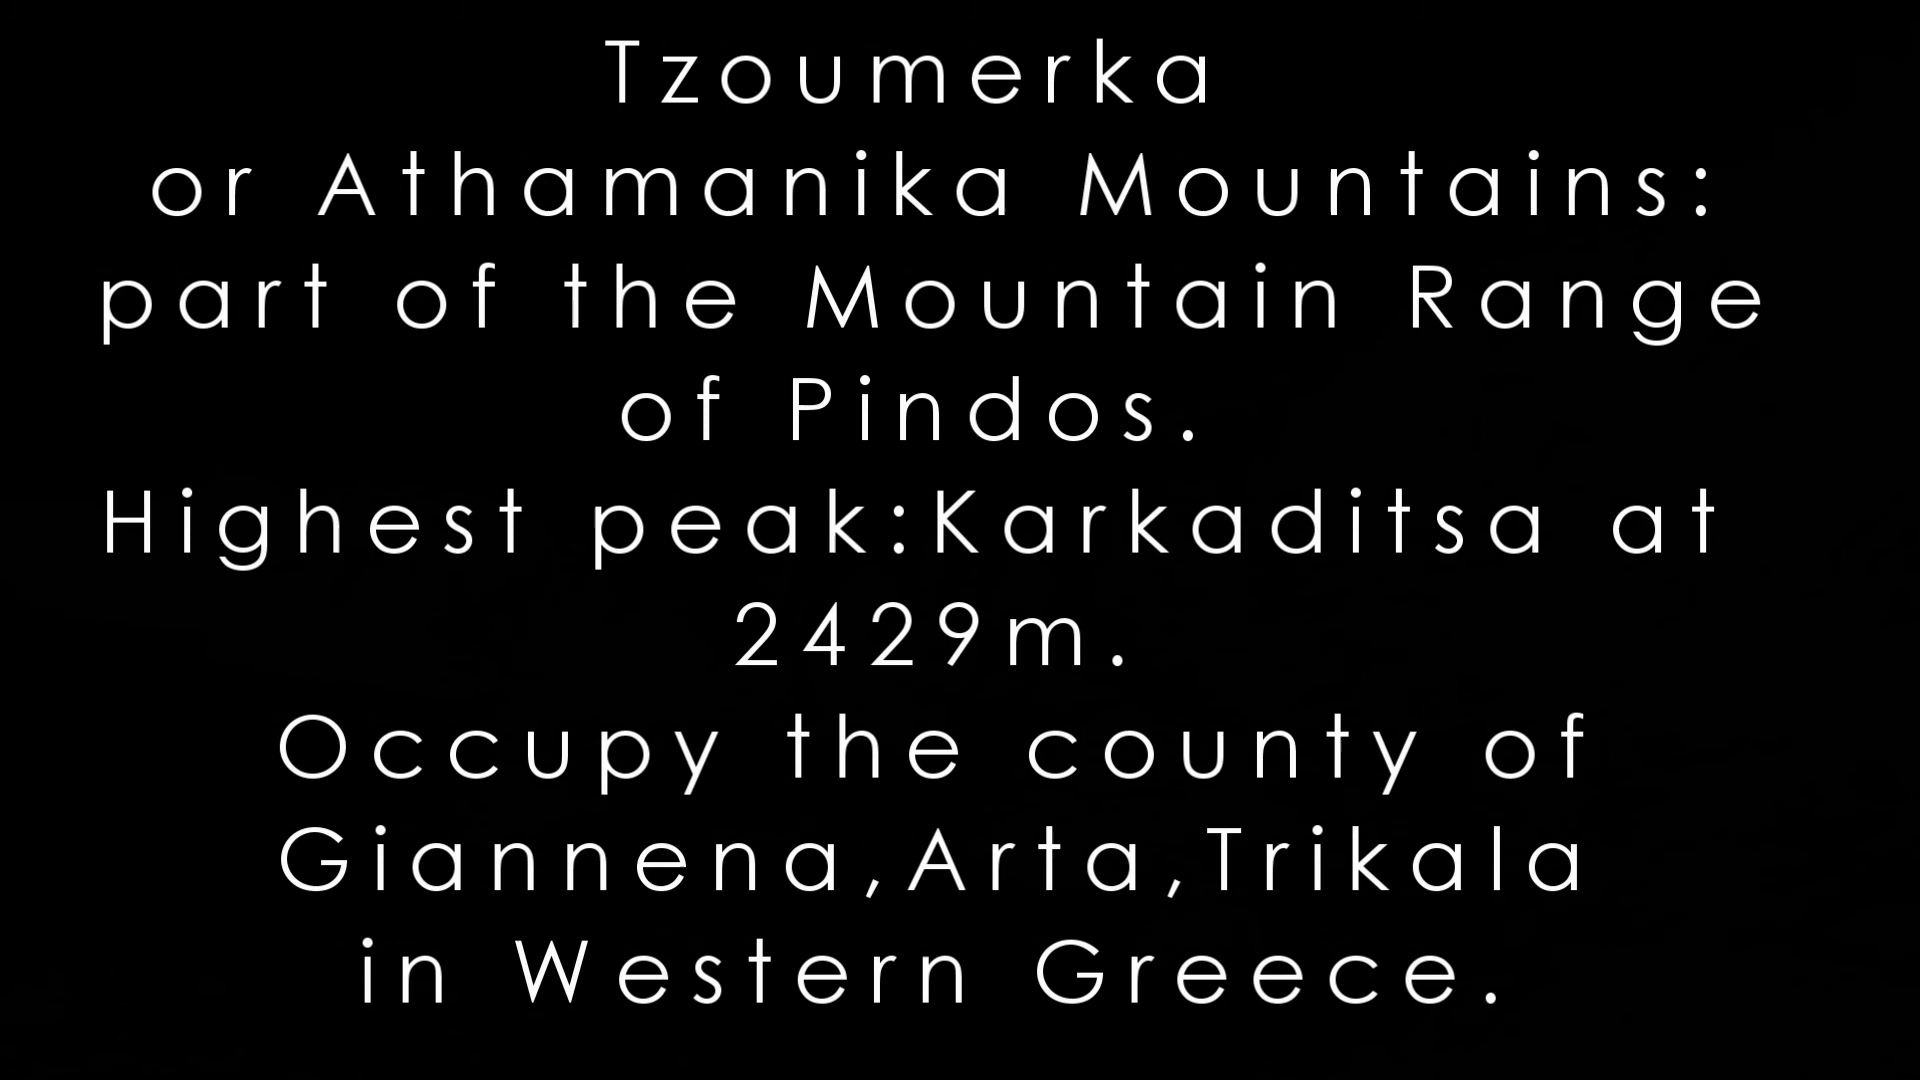 Tzoumerka
or Athamanika Mountains:
part of the Mountain Range
of Pindos.
Highest peak:Karkaditsa at
2429m.
Occupy the county of
Giannena,Arta,Trikala
in Western Greece.